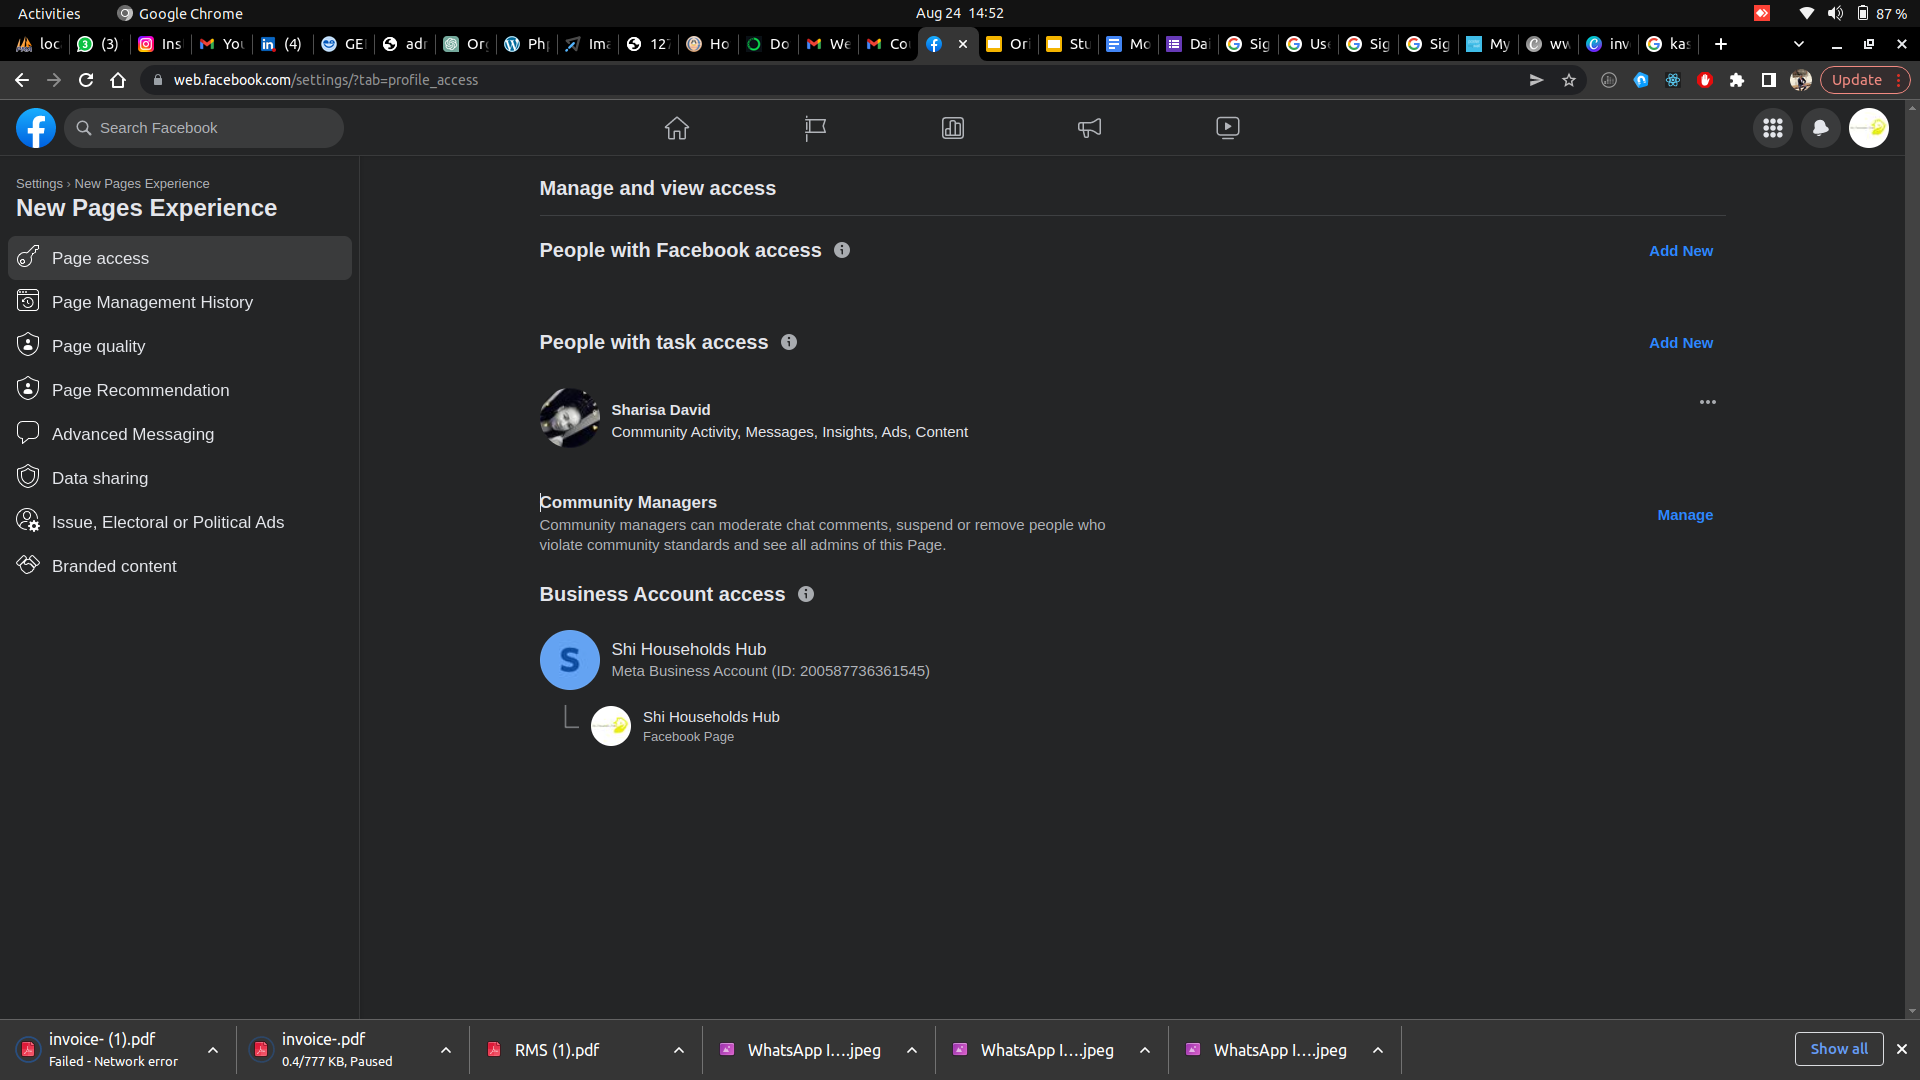 Activities
Google Chrome
Aug 24 14:52
87 %
loc
(3)
Ins
You
(4)
GE
adr
Org
Ph
Ima
127
Ho
Do
We
Co
Ori
Stu
Mo
Dai
Sig
Use
Sig
Sig
My
ww
inv
kas
web.facebook.com/settings/?tab=profile_access
Update
Search Facebook
Settings › New Pages Experience
New Pages Experience
Page access
Page Management History
Page quality
Page Recommendation
Advanced Messaging
Data sharing
Issue, Electoral or Political Ads
Branded content
Manage and view access
People with Facebook access
Add New
People with task access
Add New
Sharisa David
Community Activity, Messages, Insights, Ads, Content
Community Managers
Community managers can moderate chat comments, suspend or remove people who
violate community standards and see all admins of this Page.
Manage
Business Account access
S
Shi Households Hub
Meta Business Account (ID: 200587736361545)
Shi Households Hub
Facebook Page
invoice- (1).pdf
Failed - Network error
invoice-.pdf
0.4/777 KB, Paused
RMS (1).pdf
WhatsApp I....jpeg
WhatsApp I....jpeg
WhatsApp I....jpeg
Show all